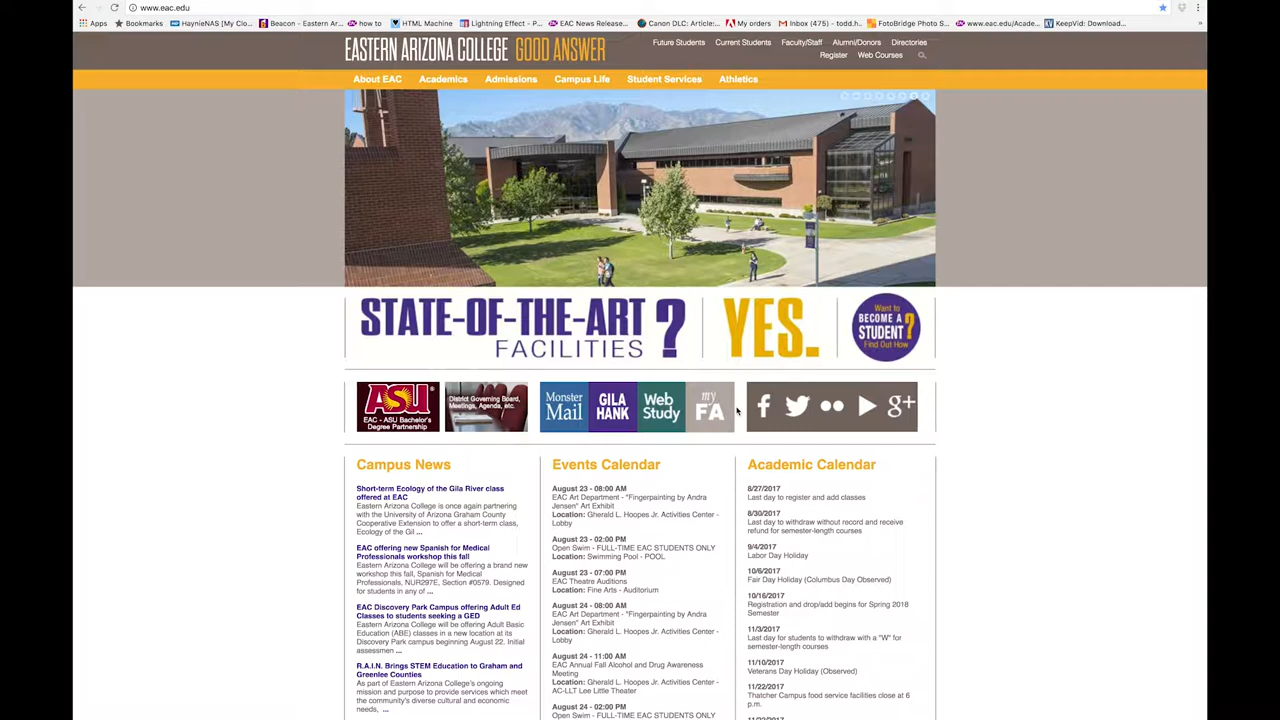 www.eac.edu
Apps Bookmarks HayrieNAS [My Clo... Beacon - Eastern Ar... how to HTML Machine Lightning Effect - P... EAC News Release... Canon DLC: Article:... My orders Inbox (475) - todd.h... FotoBridge Photo S... www.eac.edu/Acade... KeepVid: Download... »
EASTERN ARIZONA COLLEGE GOOD ANSWER
Future Students Current Students Faculty/Staff Alumni/Donors Directories
Register Web Courses
About EAC Academics Admissions Campus Life Student Services Athletics
STATE-OF-THE-ART ?
FACILITIES
YES.
Want to
BECOME A
STUDENT
Find Out How
?
ASU
EAC - ASU Bachelor's
Degree Partnership
District Governing Board,
Meetings, Agenda, etc.
Monster
Mail
GILA
HANK
Web
Study
my
FA
f g+
Campus News
Short-term Ecology of the Gila River class
offered at EAC
Eastern Arizona College is once again partnering
with the University of Arizona Graham County
Cooperative Extension to offer a short-term class,
Ecology of the Gil ...
EAC offering new Spanish for Medical
Professionals workshop this fall
Eastern Arizona College will be offering a brand new
workshop this fall, Spanish for Medical
Professionals, NUR297E, Section #0579. Designed
for students in any of ...
EAC Discovery Park Campus offering Adult Ed
Classes to students seeking a GED
Eastern Arizona College will be offering Adult Basic
Education (ABE) classes in a new location at its
Discovery Park campus beginning August 22. Initial
assessmen ...
R.A.I.N. Brings STEM Education to Graham and
Greenlee Counties
As part of Eastern Arizona College's ongoing
mission and purpose to provide services which meet
the community's diverse cultural and economic
needs, ...
Events Calendar
August 23 - 08:00 AM
EAC Art Department - "Fingerpainting by Andra
Jensen" Art Exhibit
Location: Gherald L. Hoopes Jr. Activities Center -
Lobby
August 23 - 02:00 PM
Open Swim - FULL-TIME EAC STUDENTS ONLY
Location: Swimming Pool - POOL
August 23 - 07:00 PM
EAC Theatre Auditions
Location: Fine Arts - Auditorium
August 24 - 08:00 AM
EAC Art Department - "Fingerpainting by Andra
Jensen" Art Exhibit
Location: Gherald L. Hoopes Jr. Activities Center -
Lobby
August 24 - 11:00 AM
EAC Annual Fall Alcohol and Drug Awareness
Meeting
Location: Gherald L. Hoopes Jr. Activities Center -
AC-LLT Lee Little Theater
August 24 - 02:00 PM
Open Swim - FULL-TIME EAC STUDENTS ONLY
Academic Calendar
8/27/2017
Last day to register and add classes
8/30/2017
Last day to withdraw without record and receive
refund for semester-length courses
9/4/2017
Labor Day Holiday
10/6/2017
Fair Day Holiday (Columbus Day Observed)
10/16/2017
Registration and drop/add begins for Spring 2018
Semester
11/3/2017
Last day for students to withdraw with a "W" for
semester-length courses
11/10/2017
Veterans Day Holiday (Observed)
11/22/2017
Thatcher Campus food service facilities close at 6
p.m.